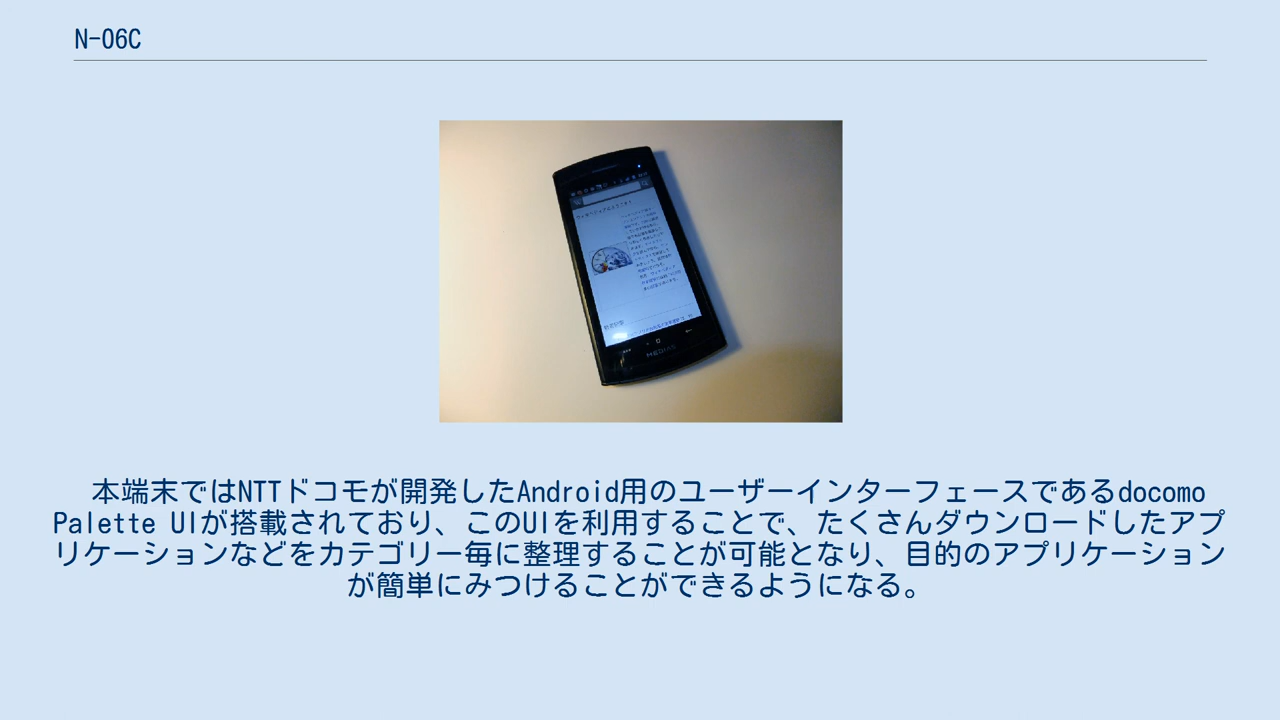 N-06C
MEDIAS
本端末ではNTTドコモが開発したAndroid用のユーザーインターフェースであるdocomo
Palette UIが搭載されており、このUIを利用することで、たくさんダウンロードしたアプ
リケーションなどをカテゴリー毎に整理することが可能となり、目的のアプリケーション
が簡単にみつけることができるようになる。